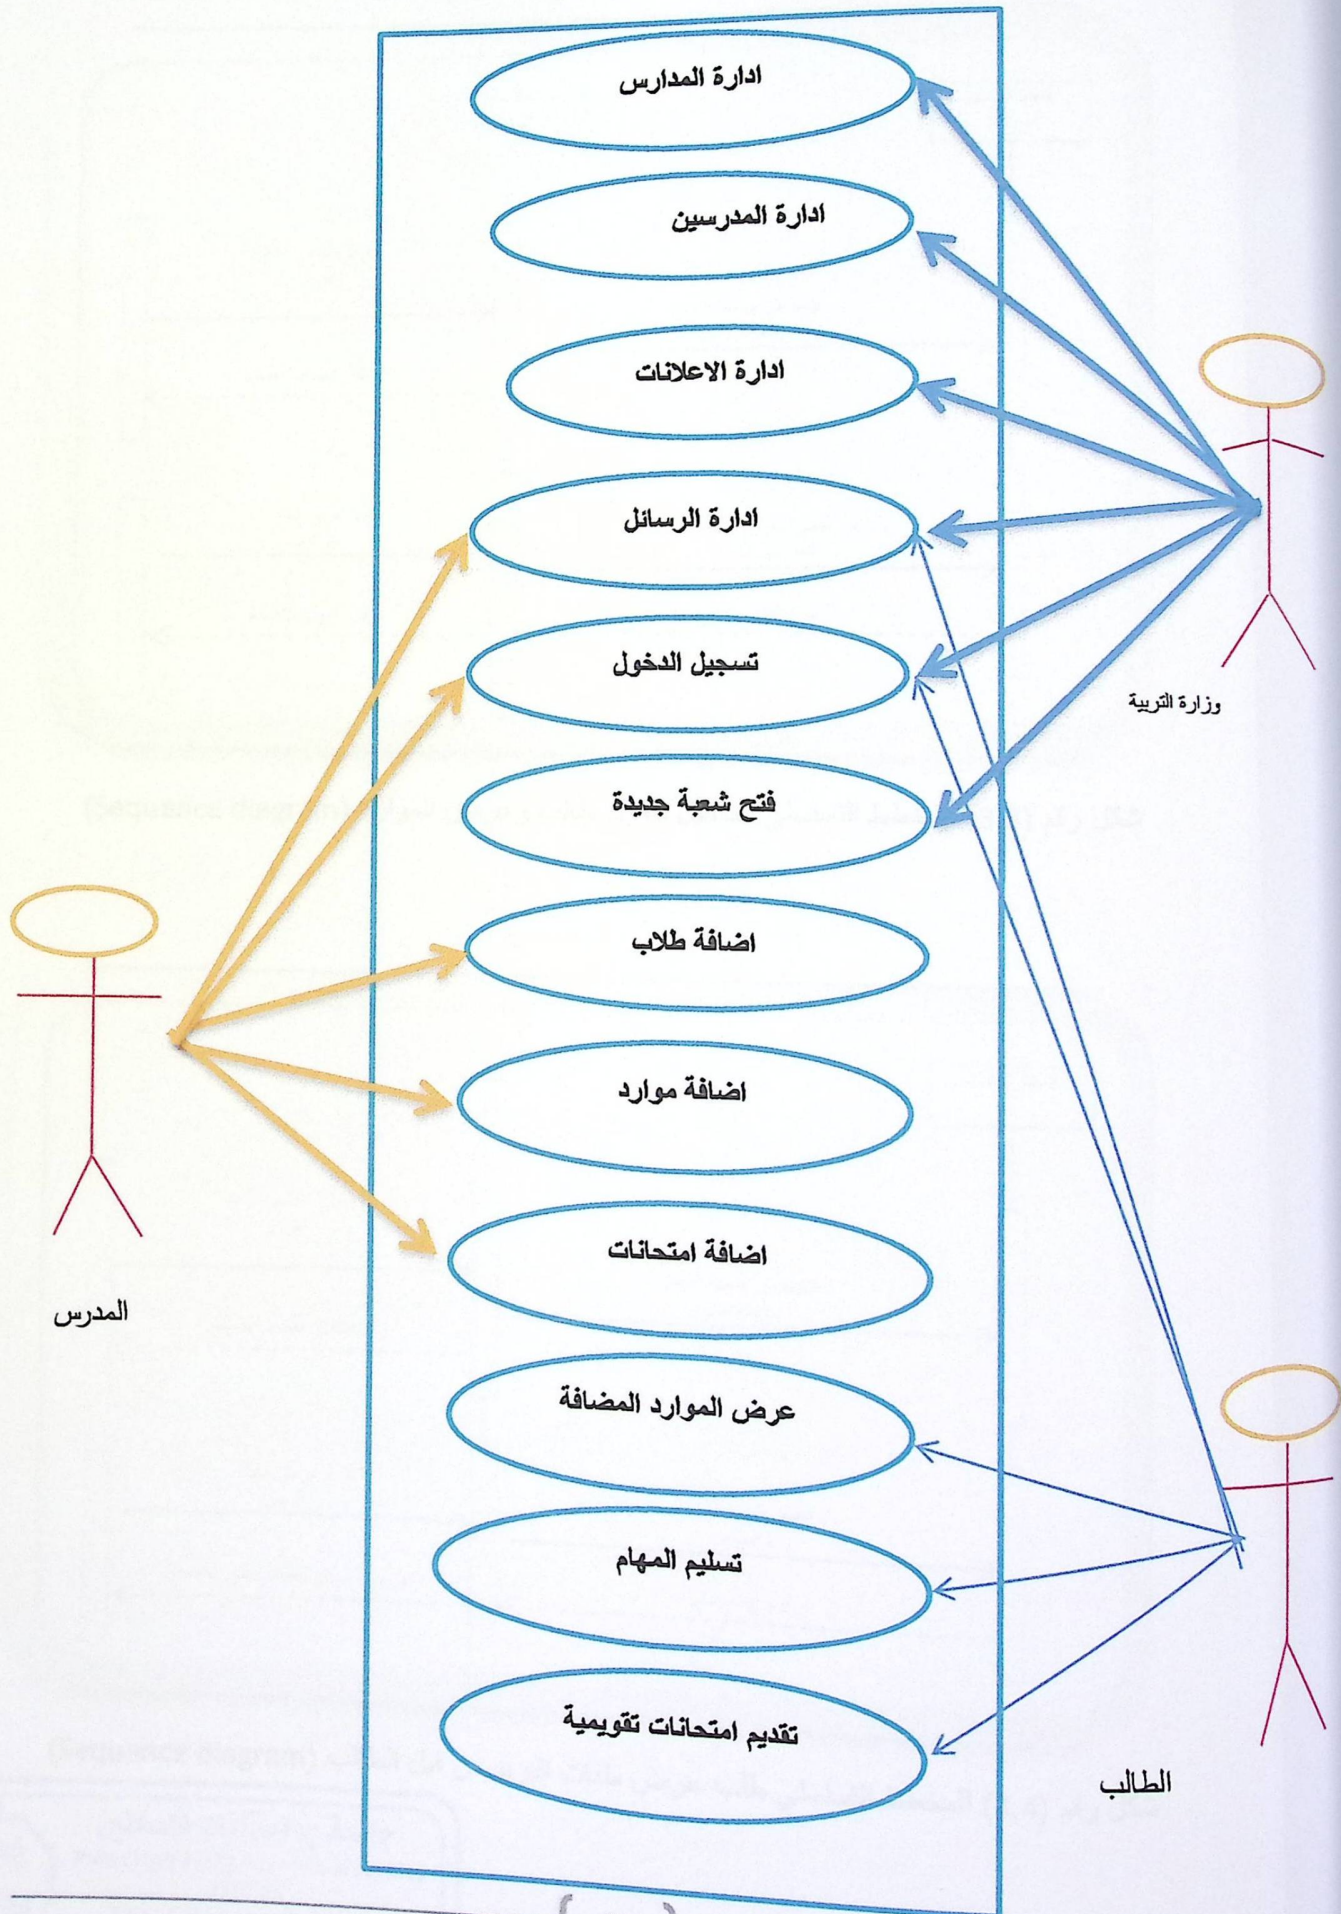 ادارة المدارس
ادارة المدرسين
ادارة الاعلانات
ادارة الرسائل
تسجيل الدخول
وزارة التربية
فتح شعبة جديدة
اضافة طلاب
اضافة موارد
اضافة امتحانات
المدرس
عرض الموارد المضافة
تسليم المهام
تقديم امتحانات تقويمية
الطالب